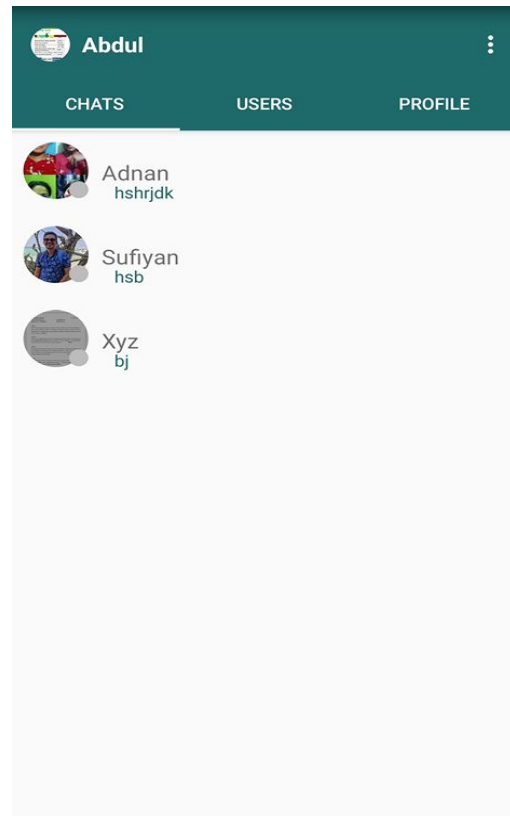 Abdul
CHATS USERS PROFILE
Adnan
hshrjdk
Sufiyan
hsb
Xyz
bj